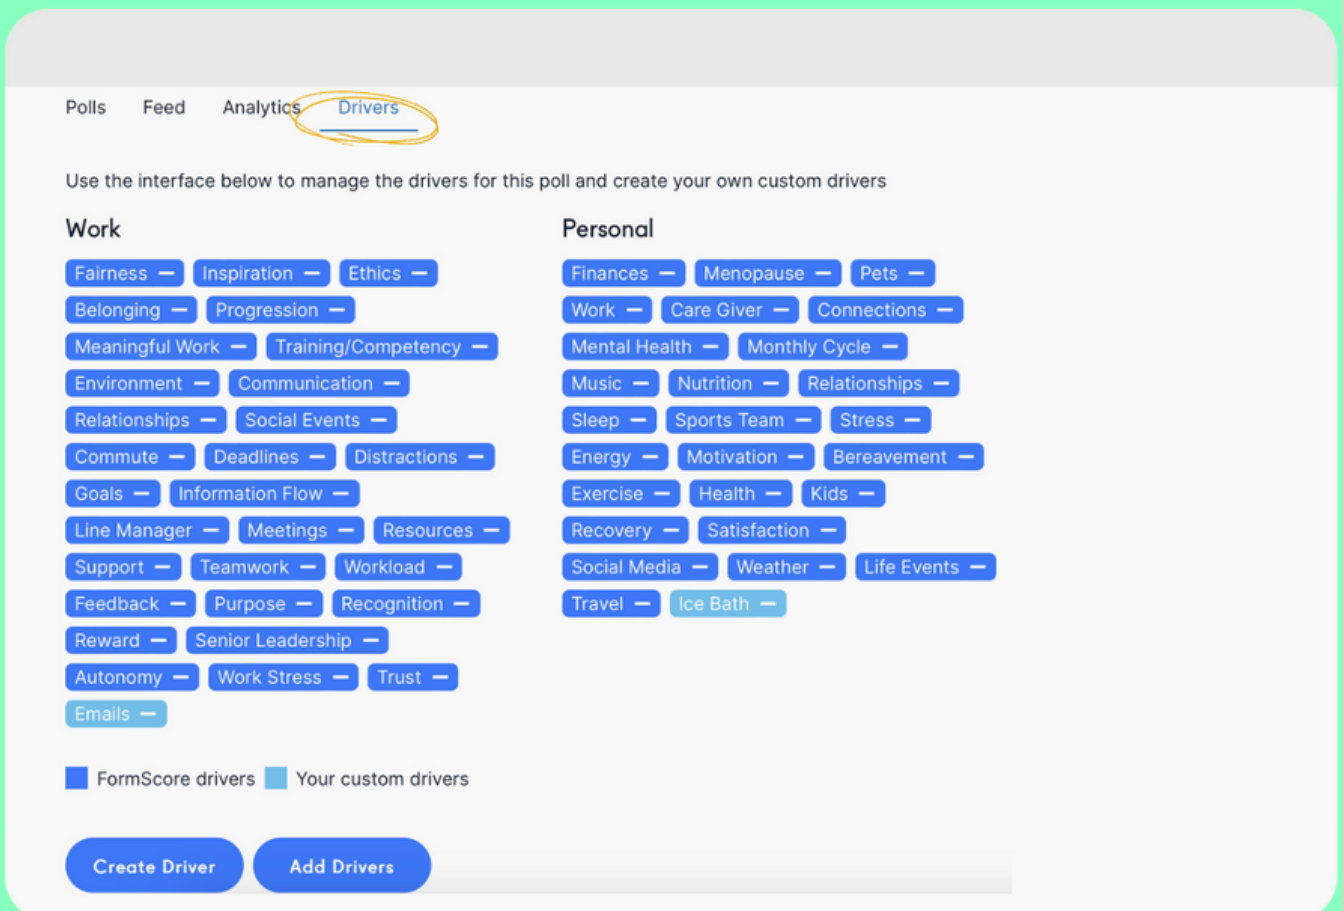 Polls Feed Analytics Drivers
Use the interface below to manage the drivers for this poll and create your own custom drivers
Work
Fairness — Inspiration — Ethics —
Belonging — Progression —
Meaningful Work — Training/Competency —
Environment — Communication —
Relationships — Social Events —
Commute — Deadlines — Distractions —
Goals — Information Flow —
Line Manager — Meetings — Resources —
Support — Teamwork — Workload —
Feedback — Purpose — Recognition —
Reward — Senior Leadership —
Autonomy — Work Stress — Trust —
Emails —
Personal
Finances — Menopause — Pets —
Work — Care Giver — Connections —
Mental Health — Monthly Cycle —
Music — Nutrition — Relationships —
Sleep — Sports Team — Stress —
Energy — Motivation — Bereavement —
Exercise — Health — Kids —
Recovery — Satisfaction —
Social Media — Weather — Life Events —
Travel — Ice Bath —
FormScore drivers Your custom drivers
Create Driver Add Drivers